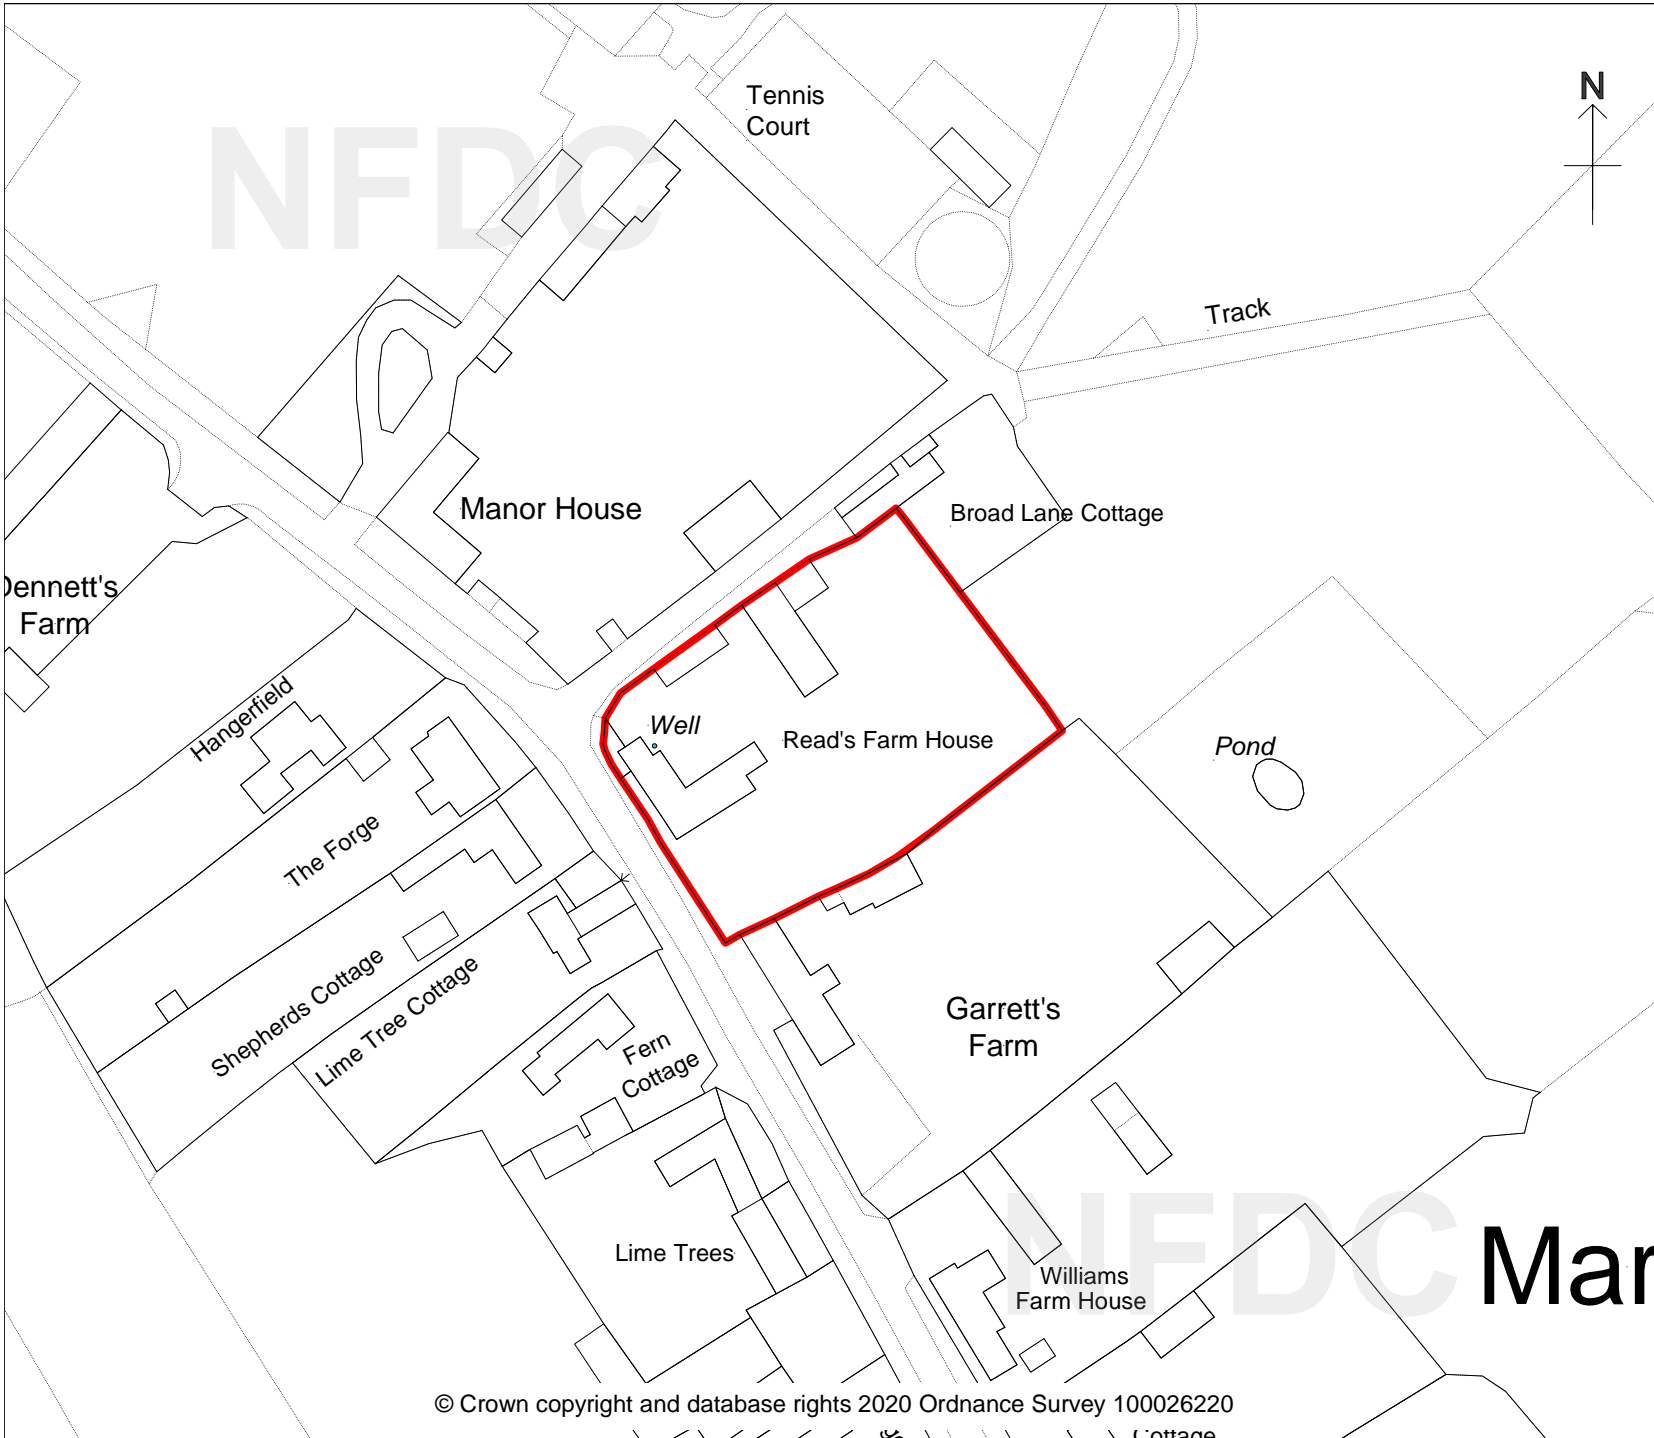 Tennis
Court
N
NFDC
Track
Manor House
Broad Lane Cottage
Farm
Hangerfield
Well
Read's Farm House
Pond
The Forge
Shepherds Cottage
Lime Tree Cottage
Garrett's
Farm
Fern
Cottage
Lime Trees
NFDC
Williams
Farm House
Mar
© Crown copyright and database rights 2020 Ordnance Survey 100026220
Cottage